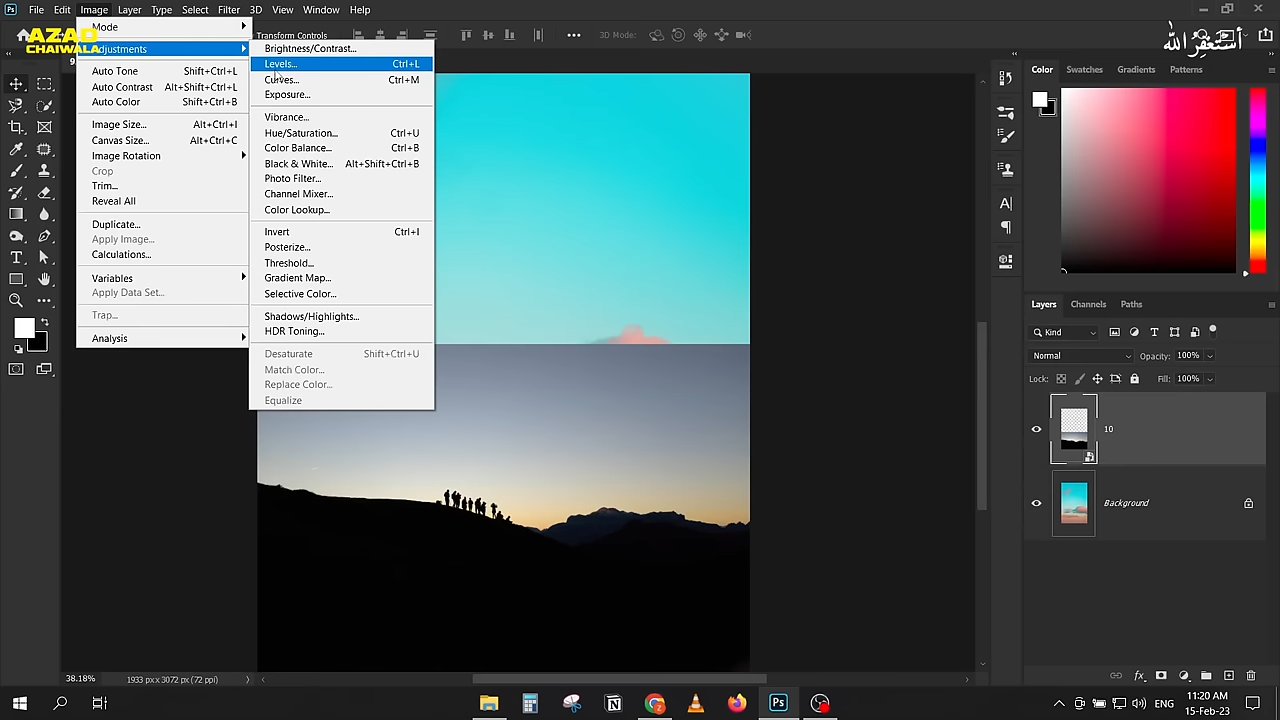 Ps File Edit Image Layer Type Select Filter 3D View Window Help
AZAD
CHAIWALA
أستغفر الله
Mode
Adjustments
Transform Controls
3D Mode:
Auto Tone Shift+Ctrl+L
Auto Contrast Alt+Shift+Ctrl+L
Auto Color Shift+Ctrl+B
Image Size... Alt+Ctrl+I
Canvas Size... Alt+Ctrl+C
Image Rotation
Crop
Trim...
Reveal All
Duplicate...
Apply Image...
Calculations...
Variables
Apply Data Set...
Trap...
Analysis
Brightness/Contrast...
Levels... Ctrl+L
Curves... Ctrl+M
Exposure...
Vibrance...
Hue/Saturation... Ctrl+U
Color Balance... Ctrl+B
Black & White... Alt+Shift+Ctrl+B
Photo Filter...
Channel Mixer...
Color Lookup...
Invert Ctrl+I
Posterize...
Threshold...
Gradient Map...
Selective Color...
Shadows/Highlights...
HDR Toning...
Desaturate Shift+Ctrl+U
Match Color...
Replace Color...
Equalize
Color Swatches Gradients Patterns
Layers Channels Paths
Kind
Normal Opacity: 100%
Lock: Fill: 100%
10
Background
38.18% 1933 px x 3072 px (72 ppi)
Ps
11:20 AM
15-Feb-23